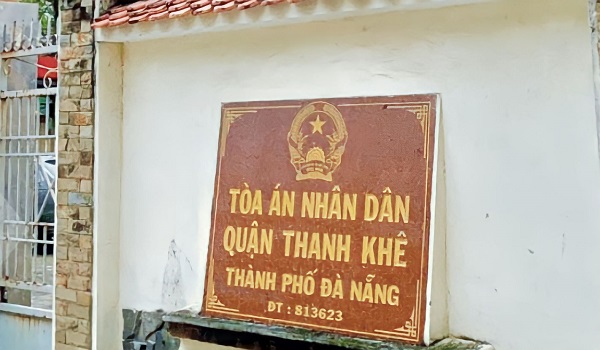 TÒA ÁN NHÂN DÂN
QUẬN THANH KHÊ
THÀNH PHỐ ĐÀ NẴNG
ĐT : 813623